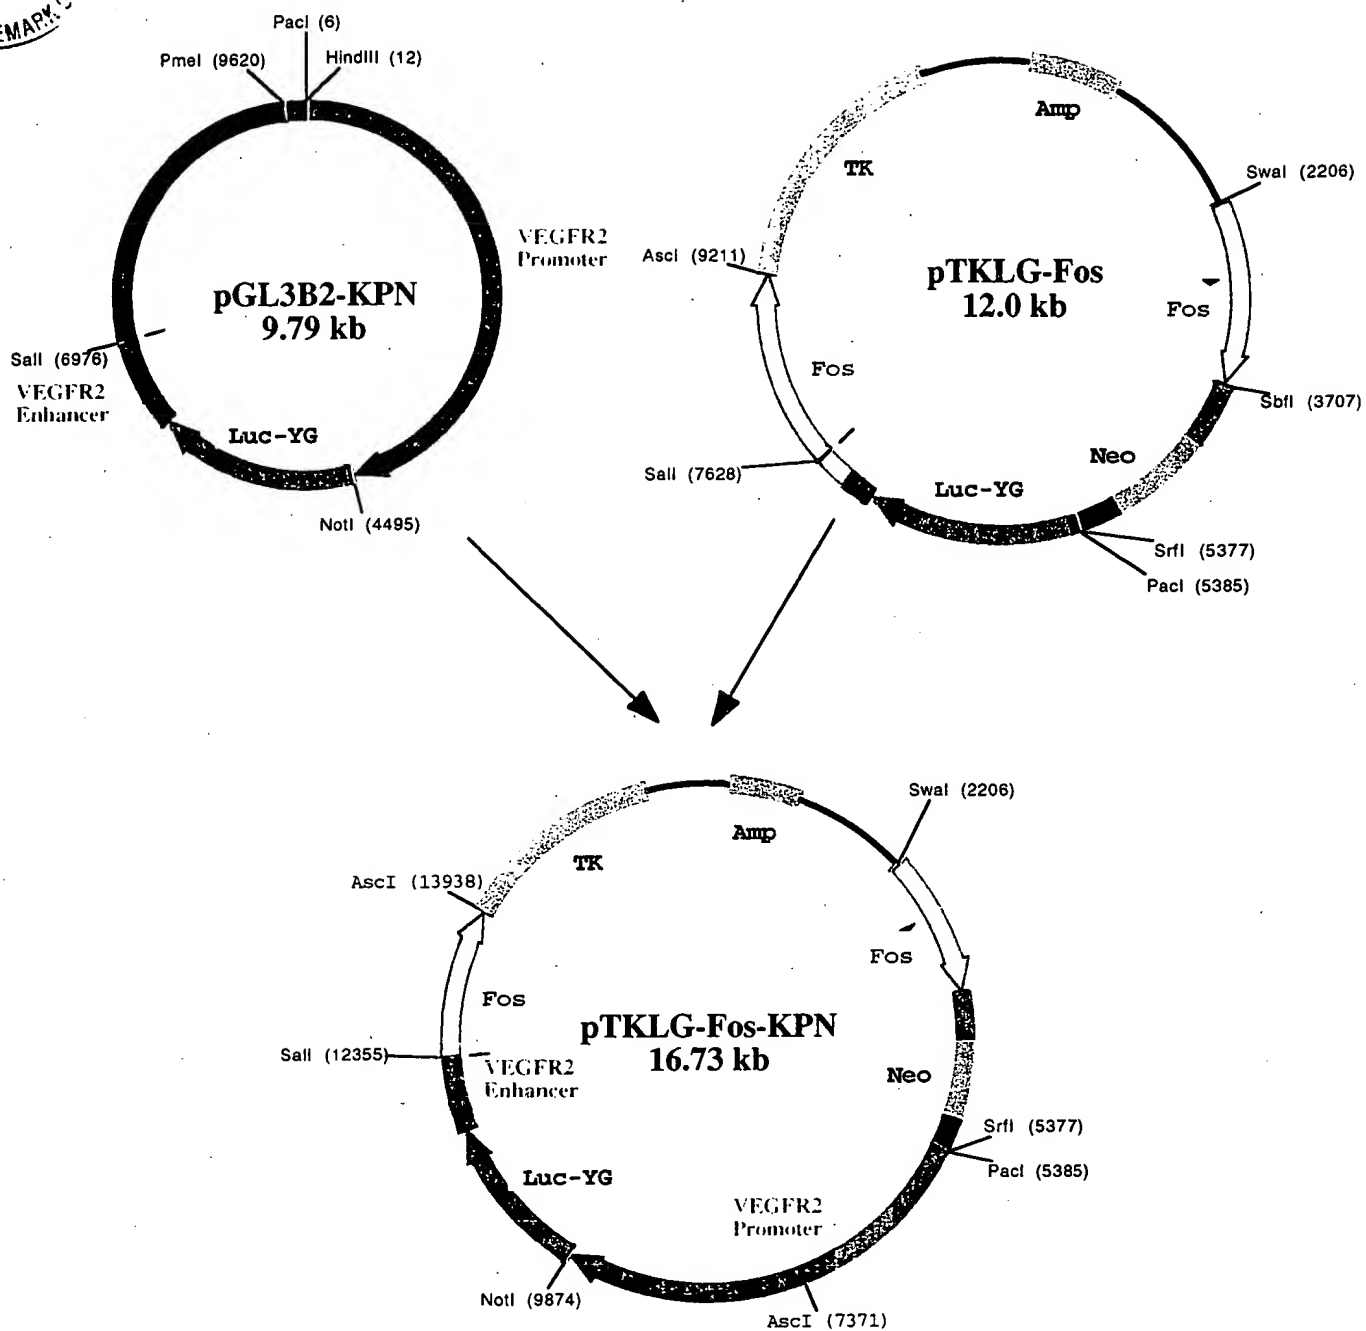 PacI (6)
PmeI (9620)
HindIII (12)
VEGFR2
Promoter
pGL3B2-KPN
9.79 kb
SalI (6976)
VEGFR2
Enhancer
Luc-YG
NotI (4495)
Amp
TK
SwaI (2206)
AscI (9211)
pTKLG-Fos
12.0 kb
Fos
Fos
SbfI (3707)
Neo
SalI (7628)
Luc-YG
SrfI (5377)
PacI (5385)
SwaI (2206)
Amp
TK
AscI (13938)
Fos
Fos
pTKLG-Fos-KPN
16.73 kb
SalI (12355)
VEGFR2
Enhancer
Neo
SrfI (5377)
PacI (5385)
Luc-YG
VEGFR2
Promoter
NotI (9874)
AscI (7371)